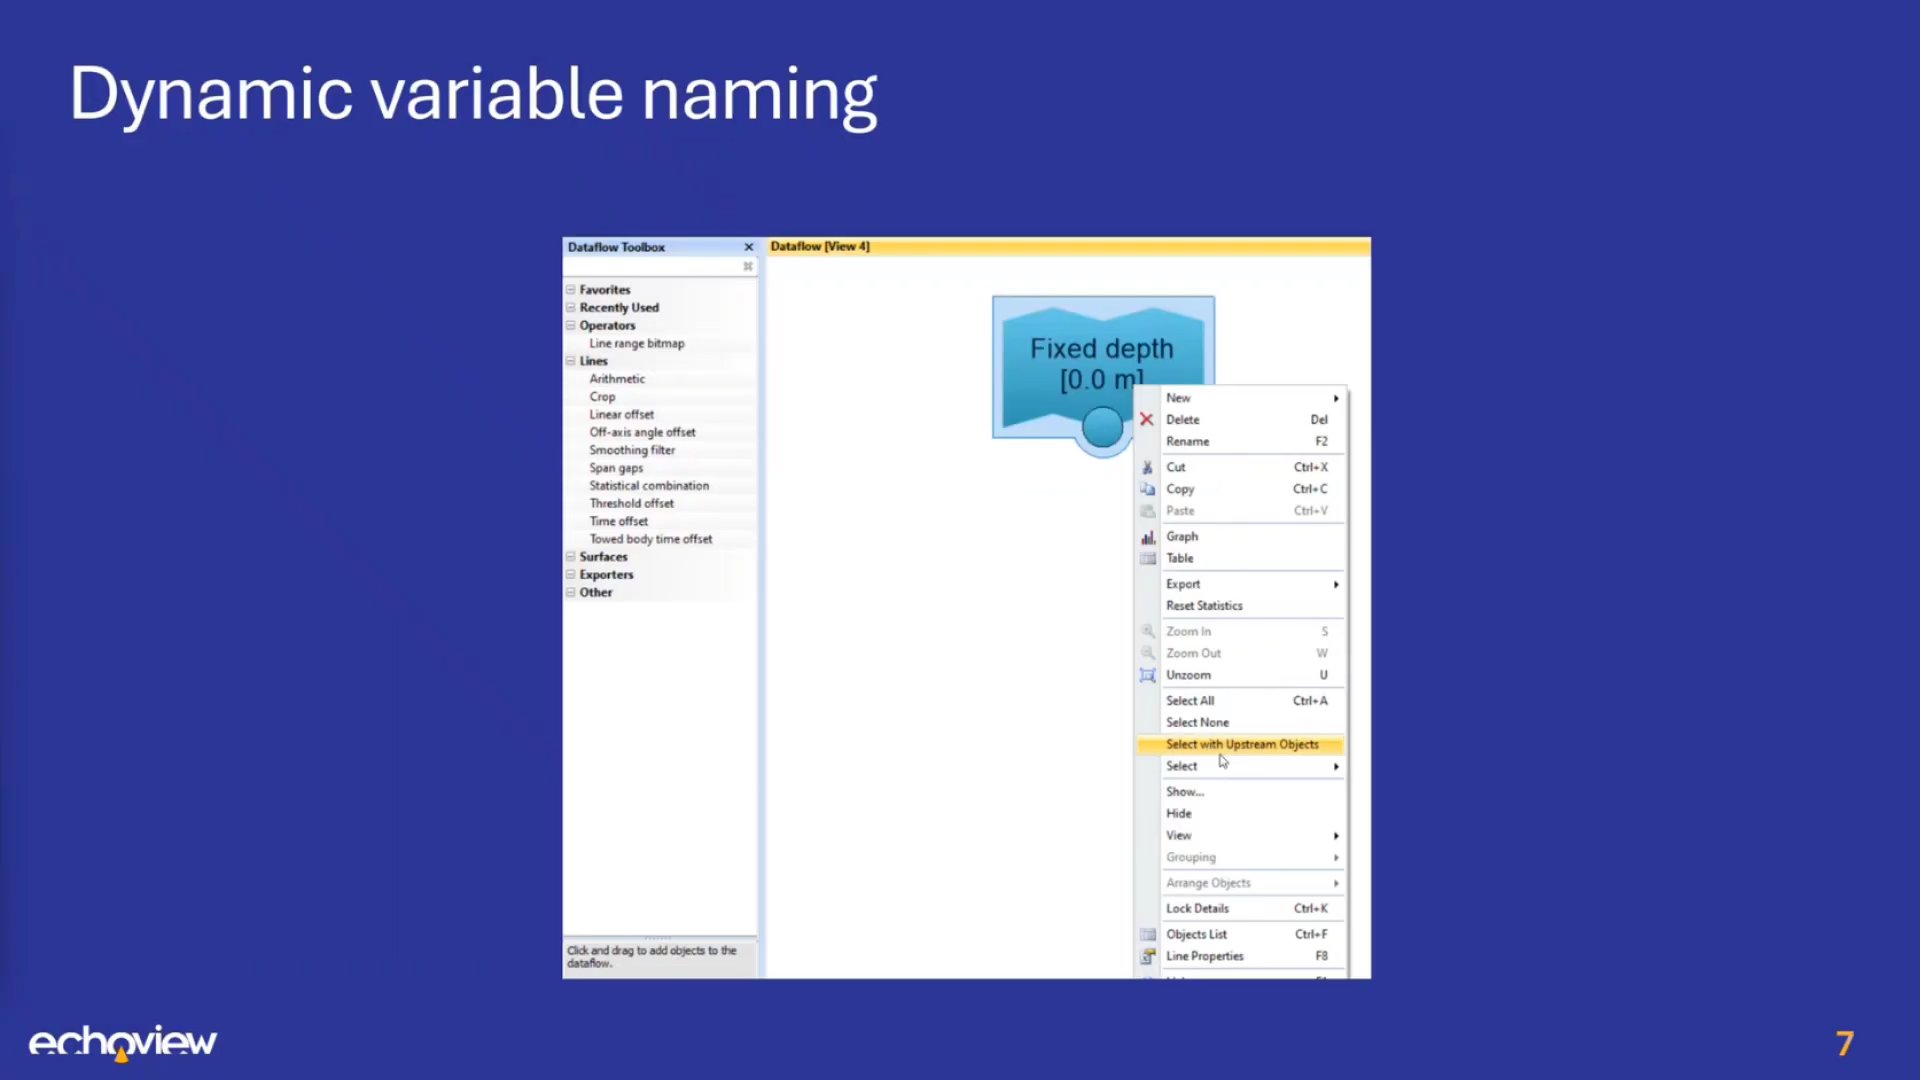 Dynamic variable naming
Dataflow Toolbox
Dataflow [View 4]
Favorites
Recently Used
Operators
Line range bitmap
Lines
Arithmetic
Crop
Linear offset
Off-axis angle offset
Smoothing filter
Span gaps
Statistical combination
Threshold offset
Time offset
Towed body time offset
Surfaces
Exporters
Other
Click and drag to add objects to the
dataflow.
Fixed depth
[0.0 m]
New
Delete Del
Rename F2
Cut Ctrl+X
Copy Ctrl+C
Paste Ctrl+V
Graph
Table
Export
Reset Statistics
Zoom In S
Zoom Out W
Unzoom U
Select All Ctrl+A
Select None
Select with Upstream Objects
Select
Show...
Hide
View
Grouping
Arrange Objects
Lock Details Ctrl+K
Objects List Ctrl+F
Line Properties F8
echoview
7